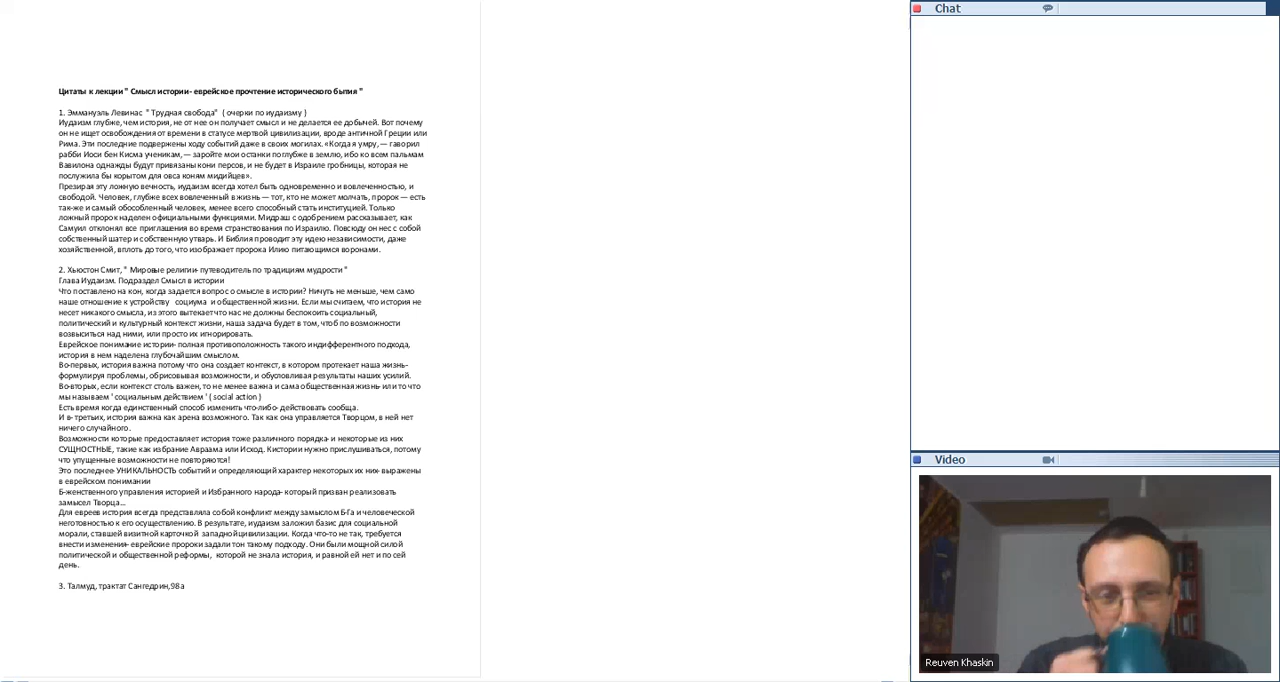 Цитаты к лекции " Смысл истории- еврейское прочтение исторического бытия "
1. Эммануэль Левинас " Трудная свобода" ( очерки по иудаизму )
Иудаизм глубже, чем история, не от нее он получает смысл и не делается ее добычей. Вот почему
он не ищет освобождения от времени в статусе мертвой цивилизации, вроде античной Греции или
Рима. Эти последние подвержены ходу событий даже в своих могилах. «Когда я умру, — гаворил
рабби Иоси бен Кисма ученикам, — заройте мои останки поглубже в землю, ибо ко всем пальмам
Вавилона однажды будут привязаны кони персов, и не будет в Израиле гробницы, которая не
послужила бы корытом для овса коням мидийцев».
Презирая эту ложную вечность, иудаизм всегда хотел быть одновременно и вовлеченностью, и
свободой. Человек, глубже всех вовлеченный в жизнь — тот, кто не может молчать, пророк — есть
так-же и самый обособленный человек, менее всего способный стать институцией. Только
ложный пророк наделен официальными функциями. Мидраш с одобрением рассказывает, как
Самуил отклонял все приглашения во время странствования по Израилю. Повсюду он нес с собой
собственный шатер и собственную утварь. И Библия проводит эту идею независимости, даже
хозяйственной, вплоть до того, что изображает пророка Илию питающимся воронами.
2. Хьюстон Смит, " Мировые религии- путеводитель по традициям мудрости "
Глава Иудаизм. Подраздел Смысл в истории
Что поставлено на кон, когда задается вопрос о смысле в истории? Ничуть не меньше, чем само
наше отношение к устройству социума и общественной жизни. Если мы считаем, что история не
несет никакого смысла, из этого вытекает что нас не должны беспокоить социальный,
политический и культурный контекст жизни, наша задача будет в том, чтоб по возможности
возвыситься над ними, или просто их игнорировать.
Еврейское понимание истории- полная противоположность такого индифферентного подхода,
история в нем наделена глубочайшим смыслом.
Во-первых, история важна потому что она создает контекст, в котором протекает наша жизнь-
формулируя проблемы, обрисовывая возможности, и обусловливая результаты наших усилий.
Во-вторых, если контекст столь важен, то не менее важна и сама общественная жизнь- или то что
мы называем ' социальным действием ' ( social action )
Есть время когда единственный способ изменить что-либо- действовать сообща.
И в- третьих, история важна как арена возможного. Так как она управляется Творцом, в ней нет
ничего случайного.
Возможности которые предоставляет история тоже различного порядка- и некоторые из них
СУЩНОСТНЫЕ, такие как избрание Авраама или Исход. К истории нужно прислушиваться, потому
что упущенные возможности не повторяются!
Это последнее- УНИКАЛЬНОСТЬ событий и определяющий характер некоторых их них- выражены
в еврейском понимании
Б-женственного управления историей и Избранного народа- который призван реализовать
замысел Творца...
Для евреев история всегда представляла собой конфликт между замыслом Б-Га и человеческой
неготовностью к его осуществлению. В результате, иудаизм заложил базис для социальной
морали, ставшей визитной карточкой западной цивилизации. Когда что-то не так, требуется
внести изменения- еврейские пророки задали тон такому подходу. Они были мощной силой
политической и общественной реформы, которой не знала история, и равной ей нет и по сей
день.
3. Талмуд, трактат Сангедрин,98а
Chat
Video
Reuven Khaskin